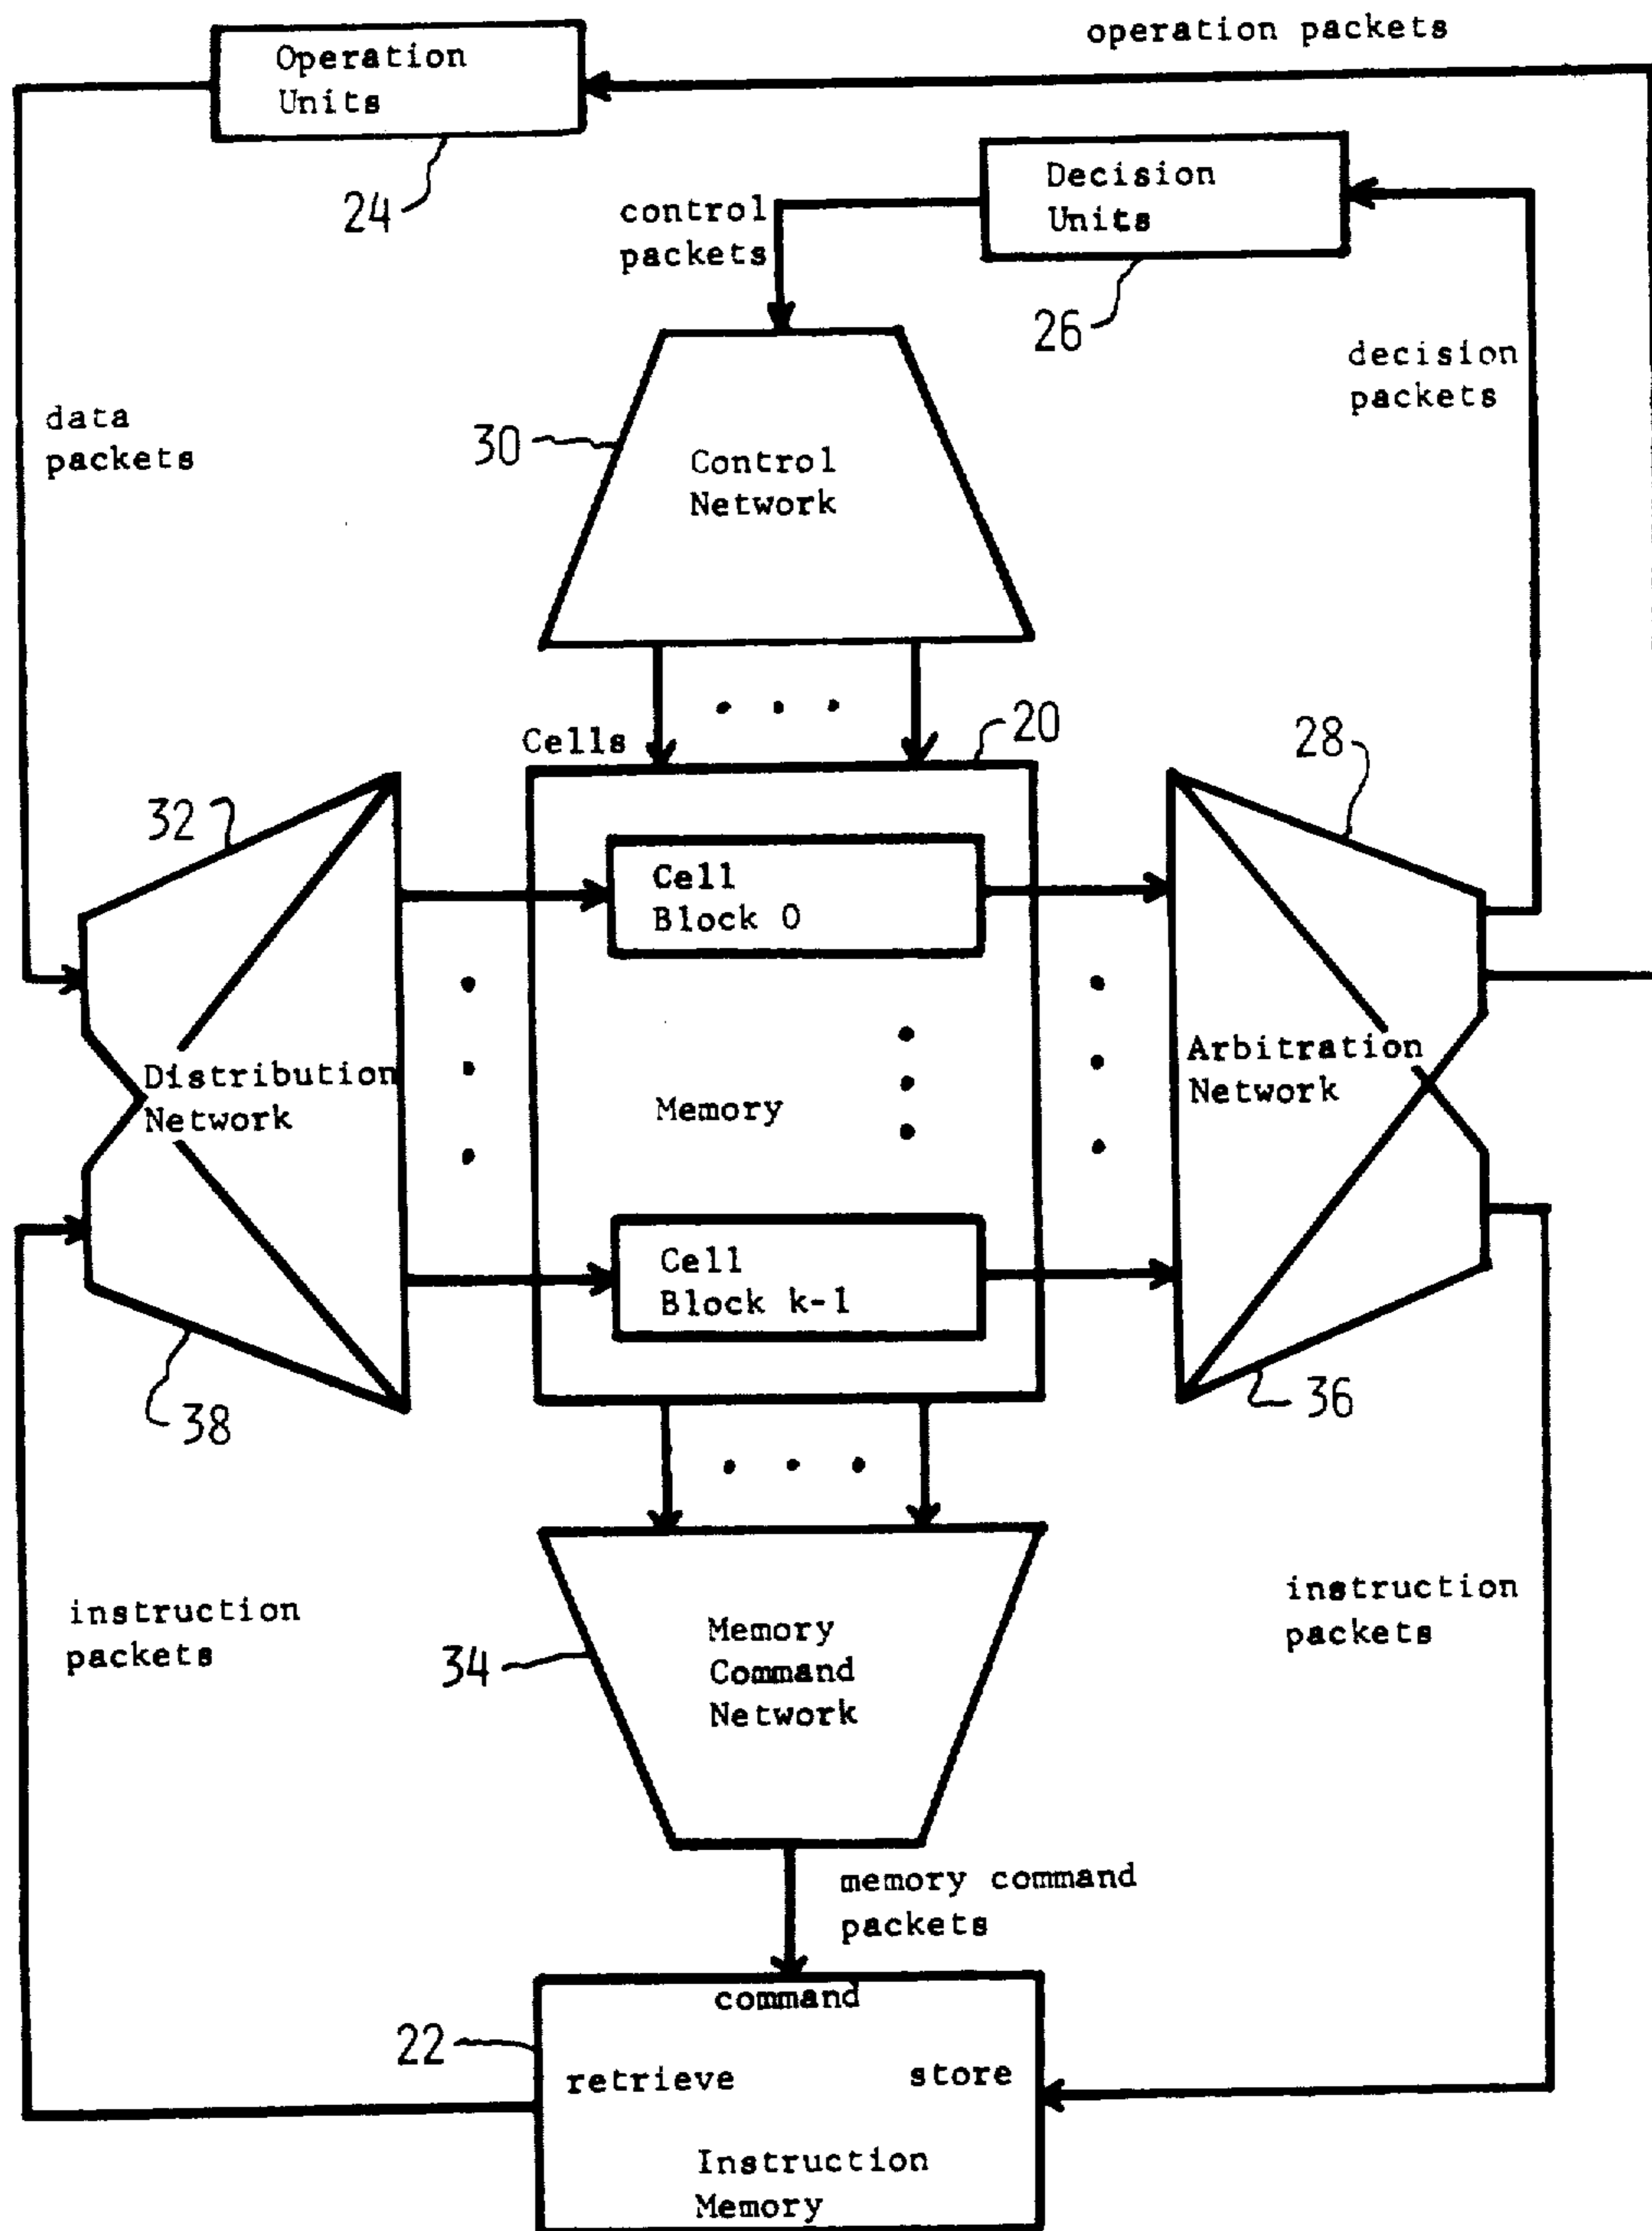 operation packets
Operation
Units
24
Decision
Units
26
control
packets
decision
packets
data
packets
30
Control
Network
Cells
20
28
32
Cell
Block 0
Distribution
Network
Memory
Arbitration
Network
Cell
Block k-1
38
36
instruction
packets
34
Memory
Command
Network
instruction
packets
memory command
packets
22
command
retrieve
store
Instruction
Memory